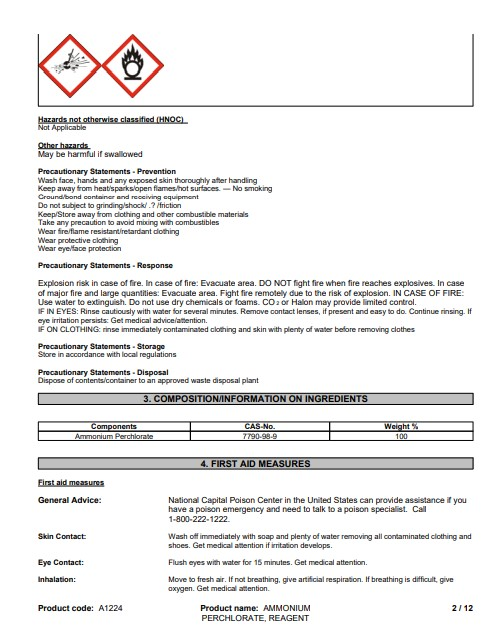 Hazards not otherwise classified (HNOC)
Not Applicable
Other hazards
May be harmful if swallowed
Precautionary Statements - Prevention
Wash face, hands and any exposed skin thoroughly after handling
Keep away from heat/sparks/open flames/hot surfaces. — No smoking
Ground/bond container and receiving equipment
Do not subject to grinding/shock/ .? /friction
Keep/Store away from clothing and other combustible materials
Take any precaution to avoid mixing with combustibles
Wear fire/flame resistant/retardant clothing
Wear protective clothing
Wear eye/face protection
Precautionary Statements - Response
Explosion risk in case of fire. In case of fire: Evacuate area. DO NOT fight fire when fire reaches explosives. In case
of major fire and large quantities: Evacuate area. Fight fire remotely due to the risk of explosion. IN CASE OF FIRE:
Use water to extinguish. Do not use dry chemicals or foams. CO2 or Halon may provide limited control.
IF IN EYES: Rinse cautiously with water for several minutes. Remove contact lenses, if present and easy to do. Continue rinsing. If
eye irritation persists: Get medical advice/attention.
IF ON CLOTHING: rinse immediately contaminated clothing and skin with plenty of water before removing clothes
Precautionary Statements - Storage
Store in accordance with local regulations
Precautionary Statements - Disposal
Dispose of contents/container to an approved waste disposal plant
3. COMPOSITION/INFORMATION ON INGREDIENTS
Components CAS-No. Weight %
Ammonium Perchlorate 7790-98-9 100
4. FIRST AID MEASURES
First aid measures
General Advice: National Capital Poison Center in the United States can provide assistance if you
have a poison emergency and need to talk to a poison specialist. Call
1-800-222-1222.
Skin Contact: Wash off immediately with soap and plenty of water removing all contaminated clothing and
shoes. Get medical attention if irritation develops.
Eye Contact: Flush eyes with water for 15 minutes. Get medical attention.
Inhalation: Move to fresh air. If not breathing, give artificial respiration. If breathing is difficult, give
oxygen. Get medical attention.
Product code: A1224 Product name: AMMONIUM 2 / 12
PERCHLORATE, REAGENT